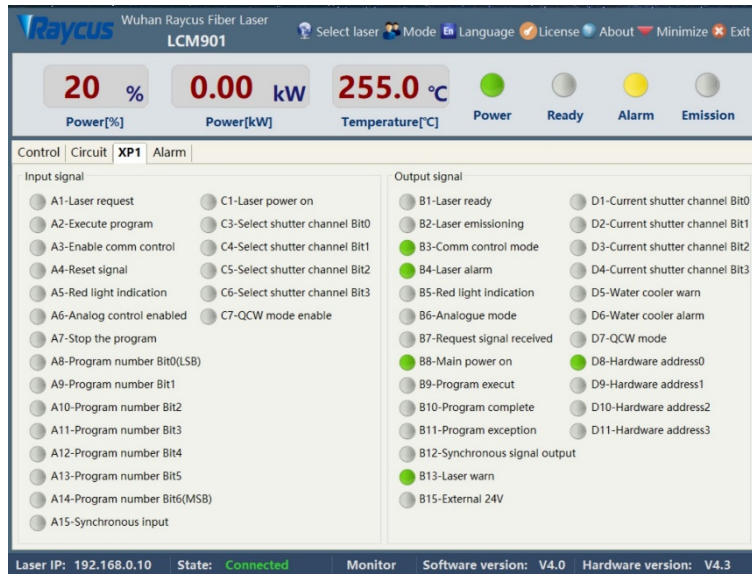 Raycus
Wuhan Raycus Fiber Laser
LCM901
Select laser Mode En Language License About Minimize Exit
20 % 0.00 kW 255.0 ℃
Power[%] Power[kW] Temperature[℃] Power Ready Alarm Emission
Control Circuit XP1 Alarm
Input signal
A1-Laser request C1-Laser power on
A2-Execute program C3-Select shutter channel Bit0
A3-Enable comm control C4-Select shutter channel Bit1
A4-Reset signal C5-Select shutter channel Bit2
A5-Red light indication C6-Select shutter channel Bit3
A6-Analog control enabled C7-QCW mode enable
A7-Stop the program
A8-Program number Bit0(LSB)
A9-Program number Bit1
A10-Program number Bit2
A11-Program number Bit3
A12-Program number Bit4
A13-Program number Bit5
A14-Program number Bit6(MSB)
A15-Synchronous input
Output signal
B1-Laser ready D1-Current shutter channel Bit0
B2-Laser emissioning D2-Current shutter channel Bit1
B3-Comm control mode D3-Current shutter channel Bit2
B4-Laser alarm D4-Current shutter channel Bit3
B5-Red light indication D5-Water cooler warn
B6-Analogue mode D6-Water cooler alarm
B7-Request signal received D7-QCW mode
B8-Main power on D8-Hardware address0
B9-Program execut D9-Hardware address1
B10-Program complete D10-Hardware address2
B11-Program exception D11-Hardware address3
B12-Synchronous signal output
B13-Laser warn
B15-External 24V
Laser IP: 192.168.0.10 State: Connected Monitor Software version: V4.0 Hardware version: V4.3